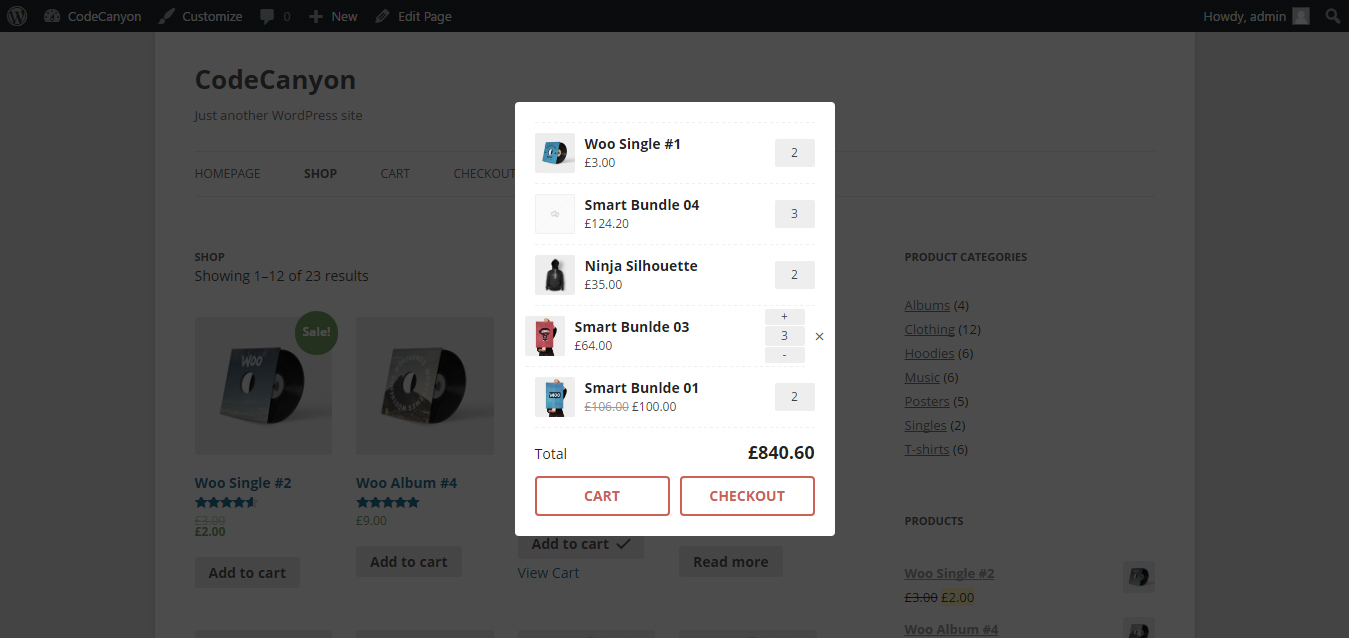 CodeCanyon
Customize
0
New
Edit Page
Howdy, admin
CodeCanyon
Just another WordPress site
HOMEPAGE
SHOP
CART
CHECKOUT
SHOP
Showing 1–12 of 23 results
Sale!
WOO
Woo Single #2
£3.00
£2.00
Add to cart
Woo Album #4
£9.00
Add to cart
Woo Single #1
£3.00
2
Smart Bundle 04
£124.20
3
Ninja Silhouette
£35.00
2
Smart Bunlde 03
£64.00
+
3
-
×
Smart Bunlde 01
£106.00 £100.00
2
WOO
Total
£840.60
CART
CHECKOUT
Add to cart
View Cart
Read more
PRODUCT CATEGORIES
Albums (4)
Clothing (12)
Hoodies (6)
Music (6)
Posters (5)
Singles (2)
T-shirts (6)
PRODUCTS
Woo Single #2
£3.00 £2.00
Woo Album #4